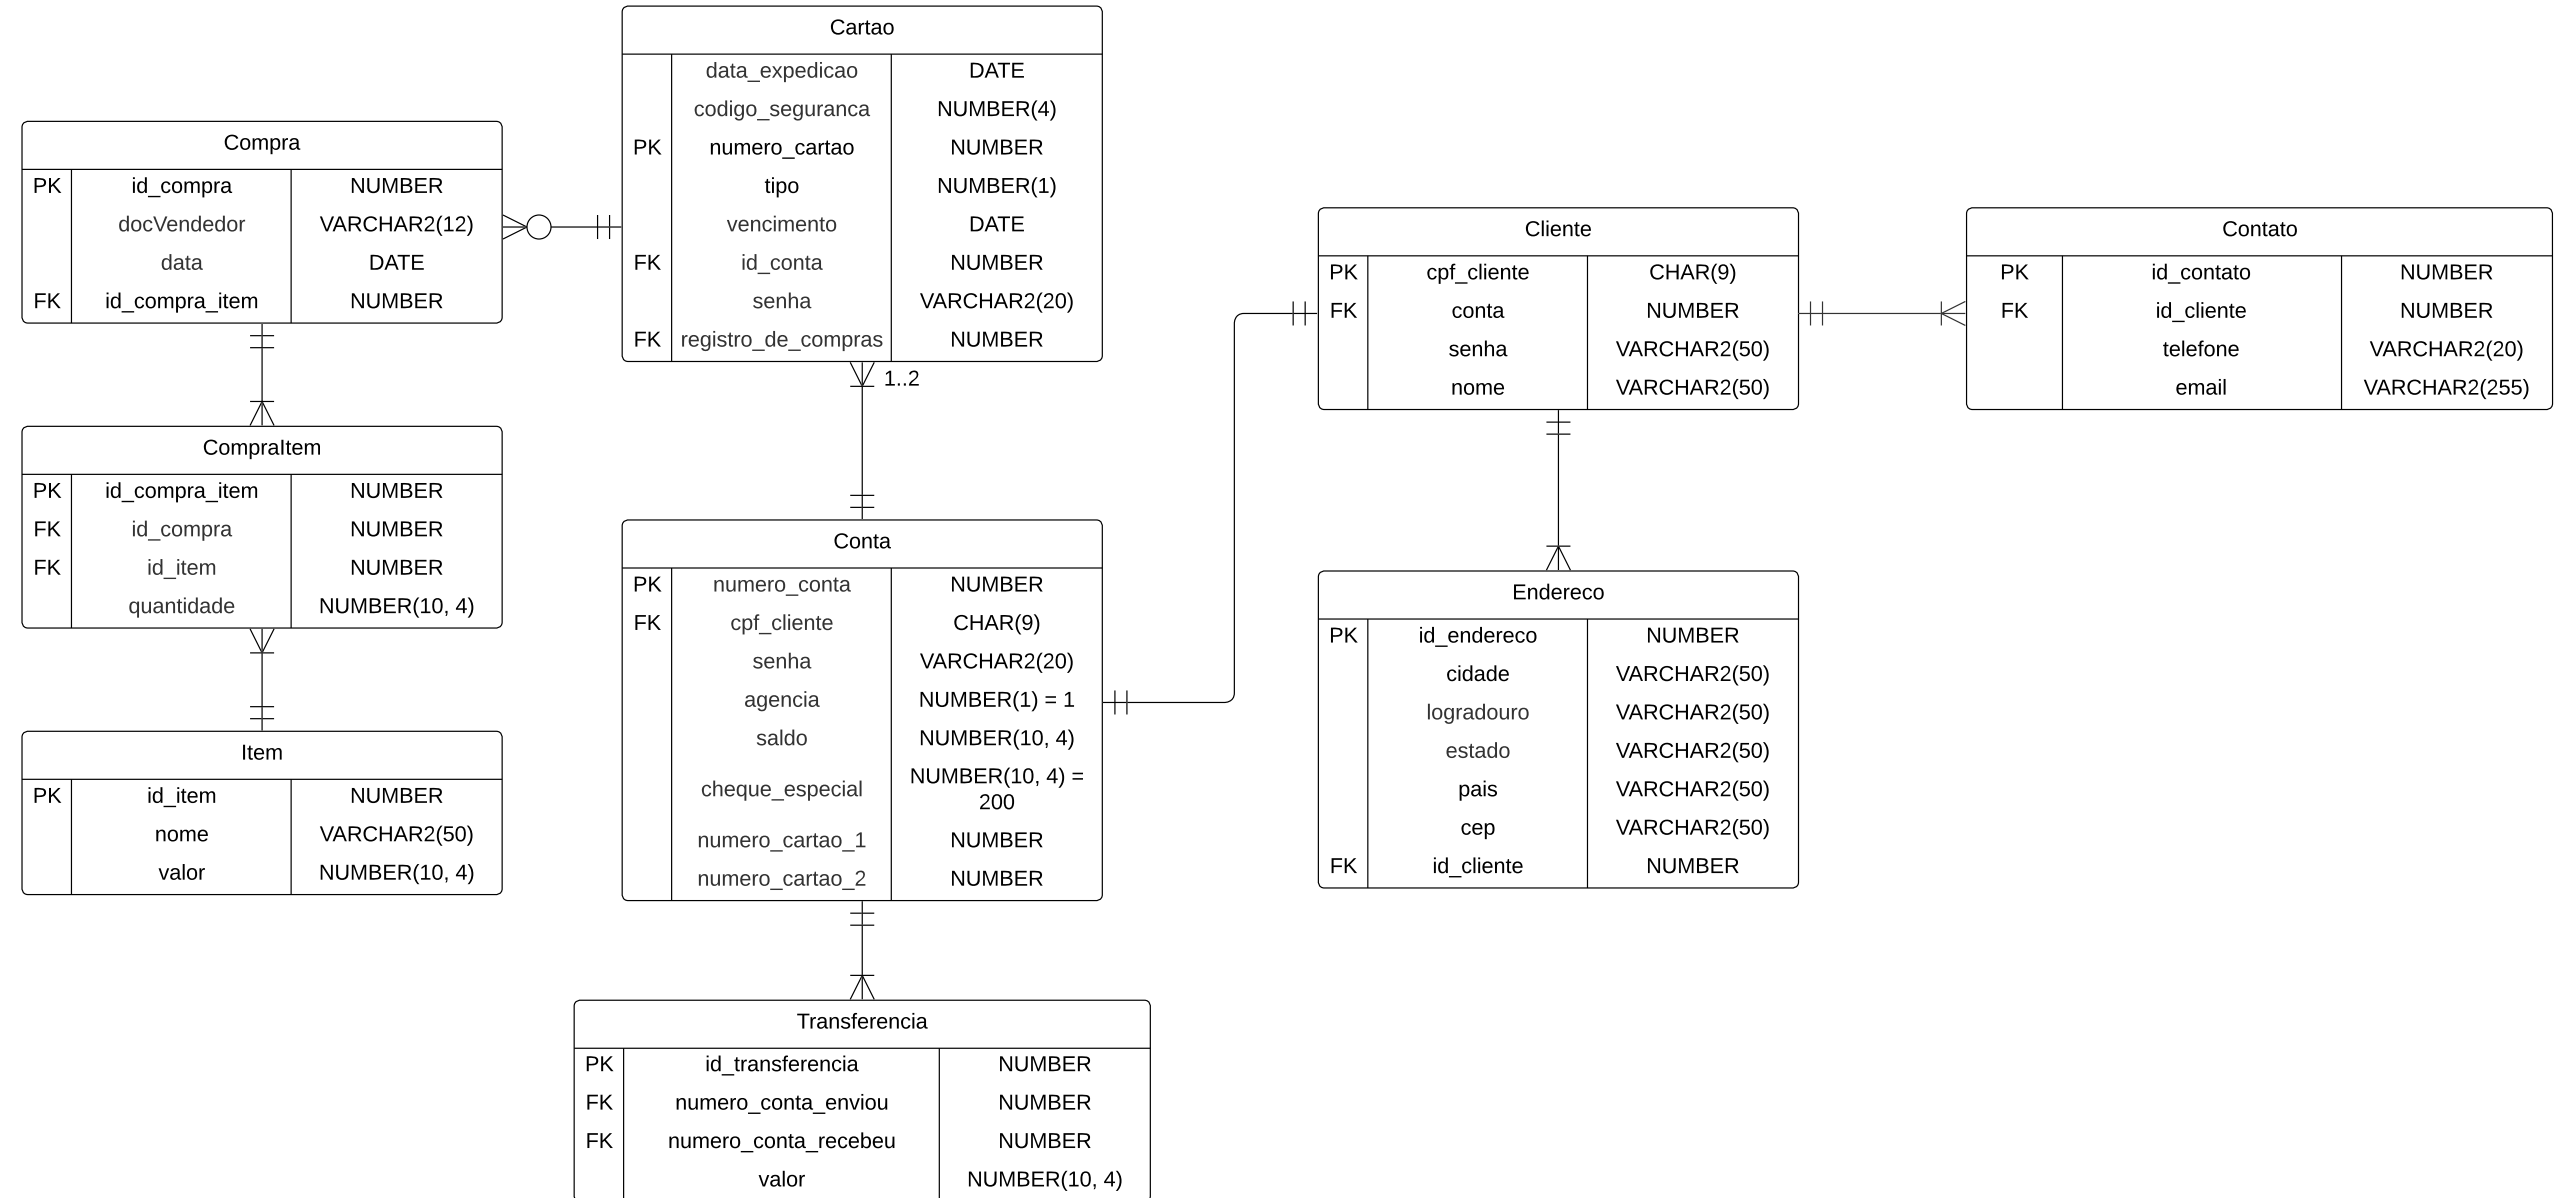 Cartao
data_expedicao DATE
codigo_seguranca NUMBER(4)
PK numero_cartao NUMBER
tipo NUMBER(1)
vencimento DATE
FK id_conta NUMBER
senha VARCHAR2(20)
FK registro_de_compras NUMBER
1..2
Compra
PK id_compra NUMBER
docVendedor VARCHAR2(12)
data DATE
FK id_compra_item NUMBER
CompraItem
PK id_compra_item NUMBER
FK id_compra NUMBER
FK id_item NUMBER
quantidade NUMBER(10, 4)
Item
PK id_item NUMBER
nome VARCHAR2(50)
valor NUMBER(10, 4)
Conta
PK numero_conta NUMBER
FK cpf_cliente CHAR(9)
senha VARCHAR2(20)
agencia NUMBER(1) = 1
saldo NUMBER(10, 4)
cheque_especial NUMBER(10, 4) =
200
numero_cartao_1 NUMBER
numero_cartao_2 NUMBER
Transferencia
PK id_transferencia NUMBER
FK numero_conta_enviou NUMBER
FK numero_conta_recebeu NUMBER
valor NUMBER(10, 4)
Cliente
PK cpf_cliente CHAR(9)
FK conta NUMBER
senha VARCHAR2(50)
nome VARCHAR2(50)
Endereco
PK id_endereco NUMBER
cidade VARCHAR2(50)
logradouro VARCHAR2(50)
estado VARCHAR2(50)
pais VARCHAR2(50)
cep VARCHAR2(50)
FK id_cliente NUMBER
Contato
PK id_contato NUMBER
FK id_cliente NUMBER
telefone VARCHAR2(20)
email VARCHAR2(255)